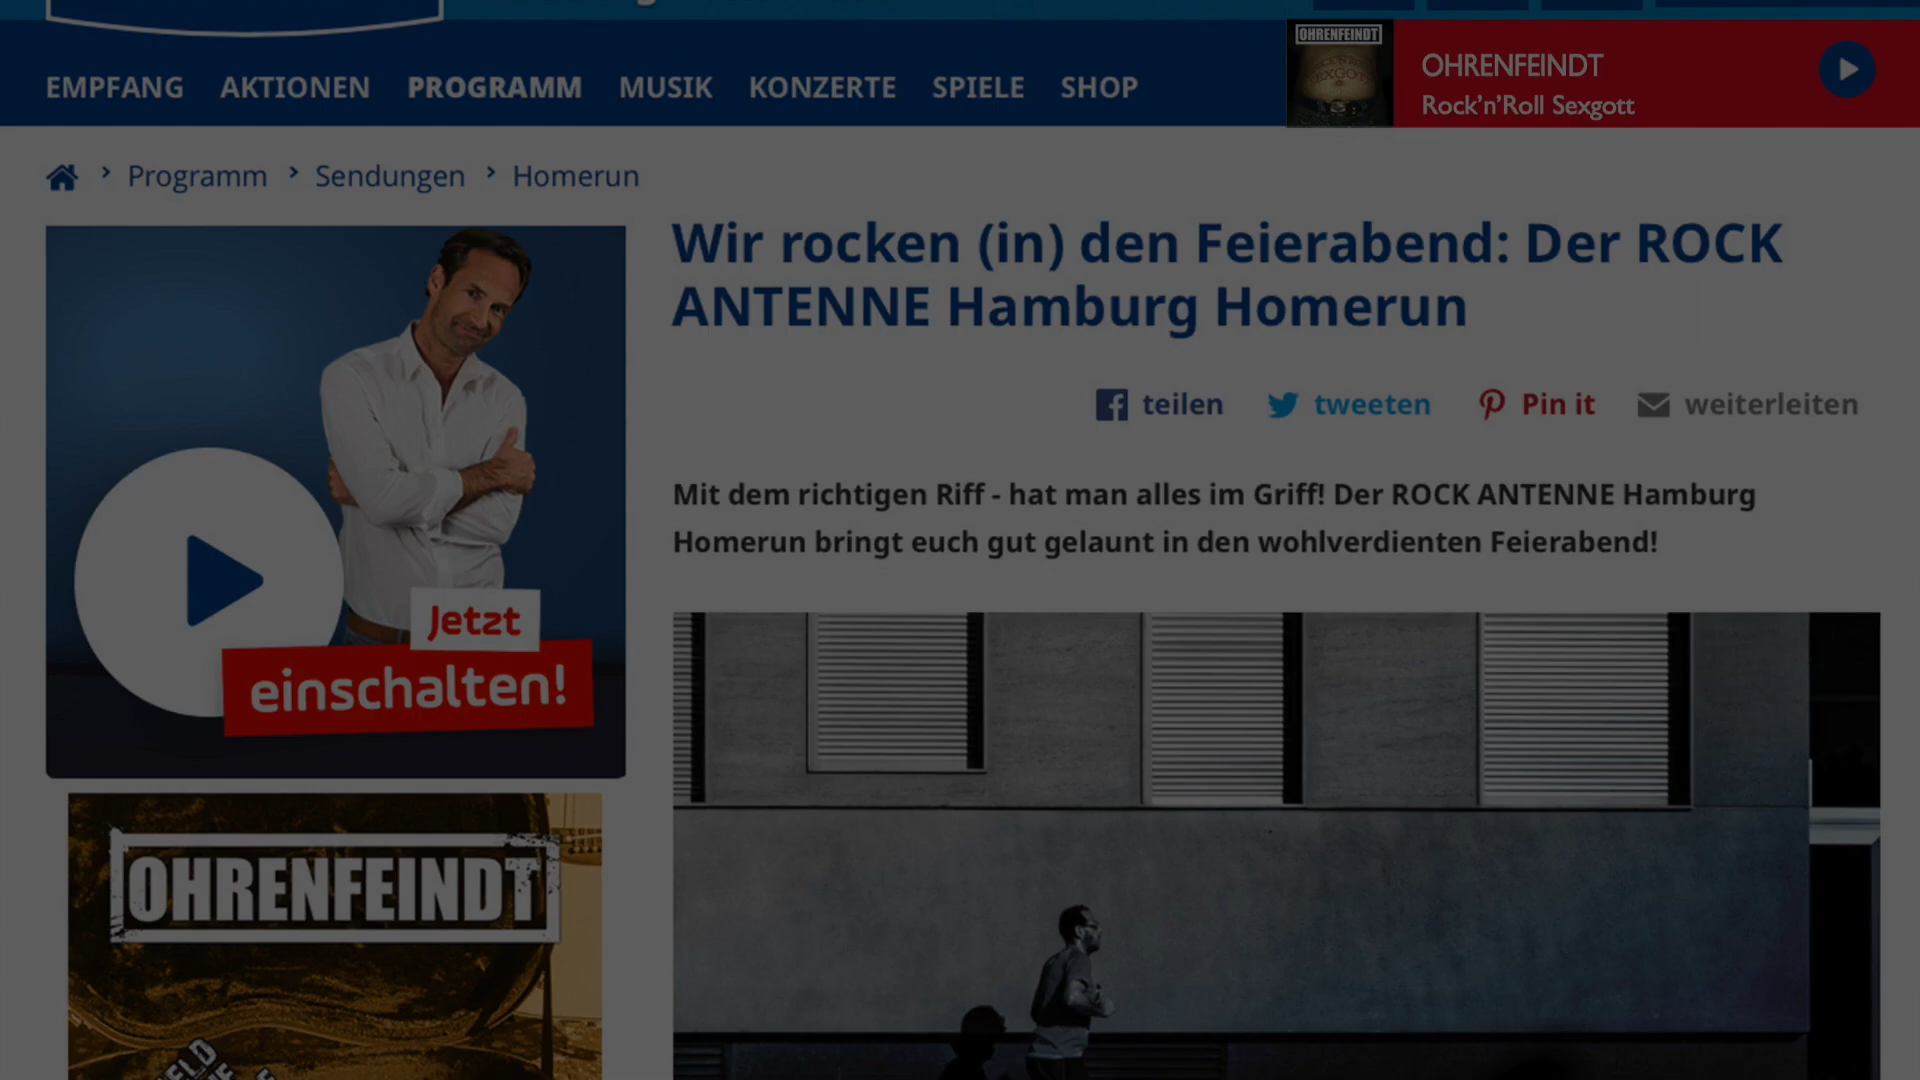 EMPFANG AKTIONEN PROGRAMM MUSIK KONZERTE SPIELE SHOP
OHRENFEINDT
OHRENFEINDT
Rock’n’Roll Sexgott
Programm Sendungen Homerun
Wir rocken (in) den Feierabend: Der ROCK
ANTENNE Hamburg Homerun
teilen tweeten Pin it weiterleiten
Mit dem richtigen Riff - hat man alles im Griff! Der ROCK ANTENNE Hamburg
Homerun bringt euch gut gelaunt in den wohlverdienten Feierabend!
Jetzt
einschalten!
OHRENFEINDT